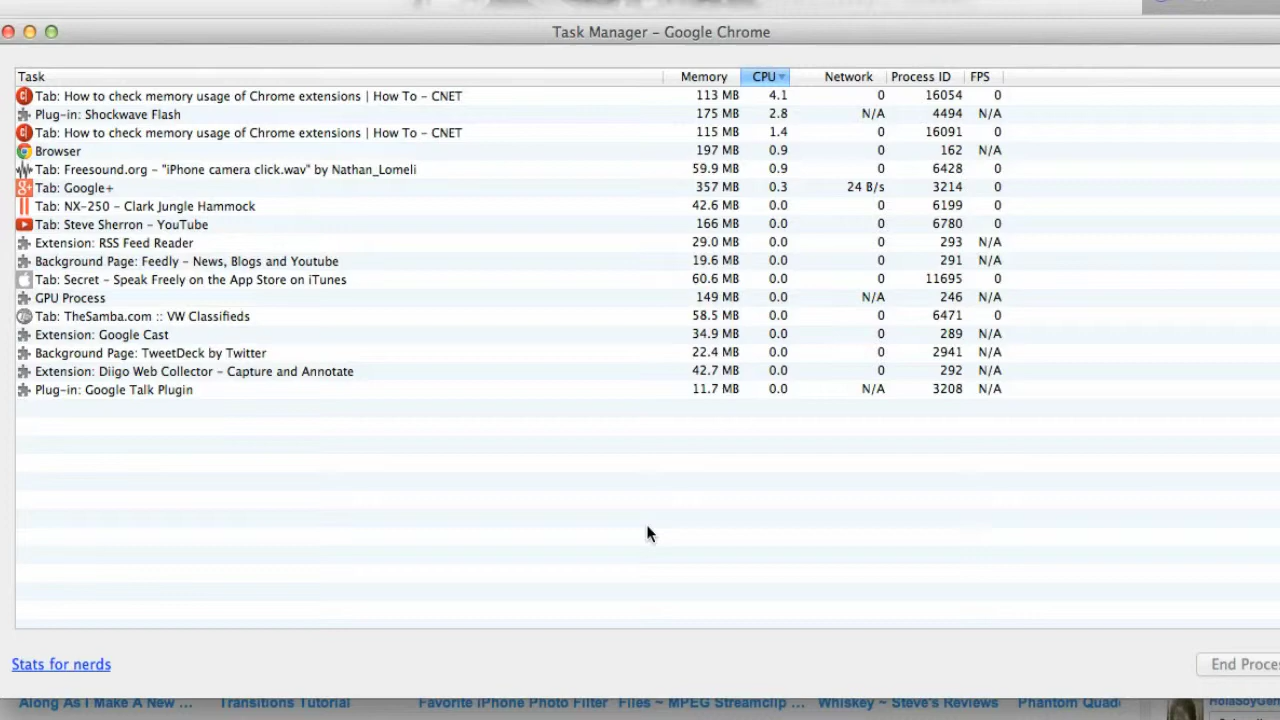 Task Manager – Google Chrome
Task Memory CPU Network Process ID FPS
Tab: How to check memory usage of Chrome extensions | How To – CNET 113 MB 4.1 0 16054 0
Plug-in: Shockwave Flash 175 MB 2.8 N/A 4494 N/A
Tab: How to check memory usage of Chrome extensions | How To – CNET 115 MB 1.4 0 16091 0
Browser 197 MB 0.9 0 162 N/A
Tab: Freesound.org – "iPhone camera click.wav" by Nathan_Lomeli 59.9 MB 0.9 0 6428 0
Tab: Google+ 357 MB 0.3 24 B/s 3214 0
Tab: NX-250 – Clark Jungle Hammock 42.6 MB 0.0 0 6199 0
Tab: Steve Sherron – YouTube 166 MB 0.0 0 6780 0
Extension: RSS Feed Reader 29.0 MB 0.0 0 293 N/A
Background Page: Feedly – News, Blogs and Youtube 19.6 MB 0.0 0 291 N/A
Tab: Secret – Speak Freely on the App Store on iTunes 60.6 MB 0.0 0 11695 0
GPU Process 149 MB 0.0 N/A 246 N/A
Tab: TheSamba.com :: VW Classifieds 58.5 MB 0.0 0 6471 0
Extension: Google Cast 34.9 MB 0.0 0 289 N/A
Background Page: TweetDeck by Twitter 22.4 MB 0.0 0 2941 N/A
Extension: Diigo Web Collector – Capture and Annotate 42.7 MB 0.0 0 292 N/A
Plug-in: Google Talk Plugin 11.7 MB 0.0 N/A 3208 N/A
Stats for nerds End Proce
Along As I Make A New ... Transitions Tutorial Favorite iPhone Photo Filter Files ~ MPEG Streamclip ... Whiskey ~ Steve's Reviews Phantom Quad